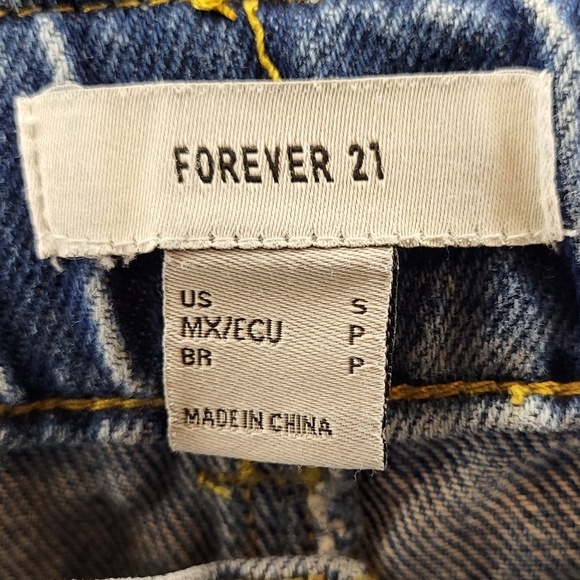 FOREVER 21
US S
MX/ECU P
BR P
MADE IN CHINA